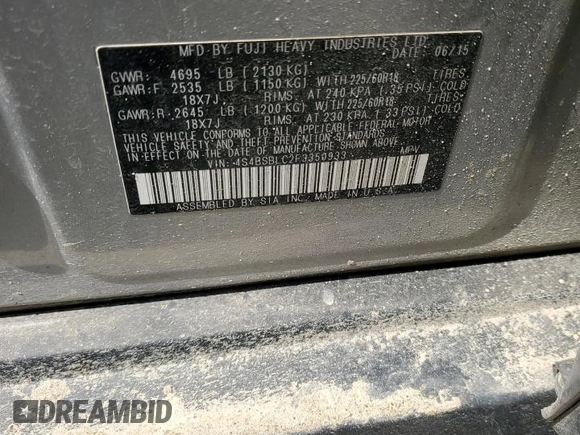 MFD BY FUJI HEAVY INDUSTRIES LTD.
DATE: 06/15
GVWR: 4695 LB (2130 KG)
GAWR:F 2535 LB (1150 KG) WITH 225/60R18 TIRES,
18X7J RIMS, AT 240 KPA (35 PSI) COLD
GAWR:R 2645 LB (1200 KG) WITH 225/60R18 TIRES,
18X7J RIMS, AT 230 KPA (33 PSI) COLD
THIS VEHICLE CONFORMS TO ALL APPLICABLE FEDERAL MOTOR
VEHICLE SAFETY AND BUMPER STANDARDS
IN EFFECT ON THE DATE OF MANUFACTURE SHOWN ABOVE.
VIN: 4S4BSBLC2F3350933 MPV
ASSEMBLED BY SIA INC. MADE IN U.S.A.
DREAMBID